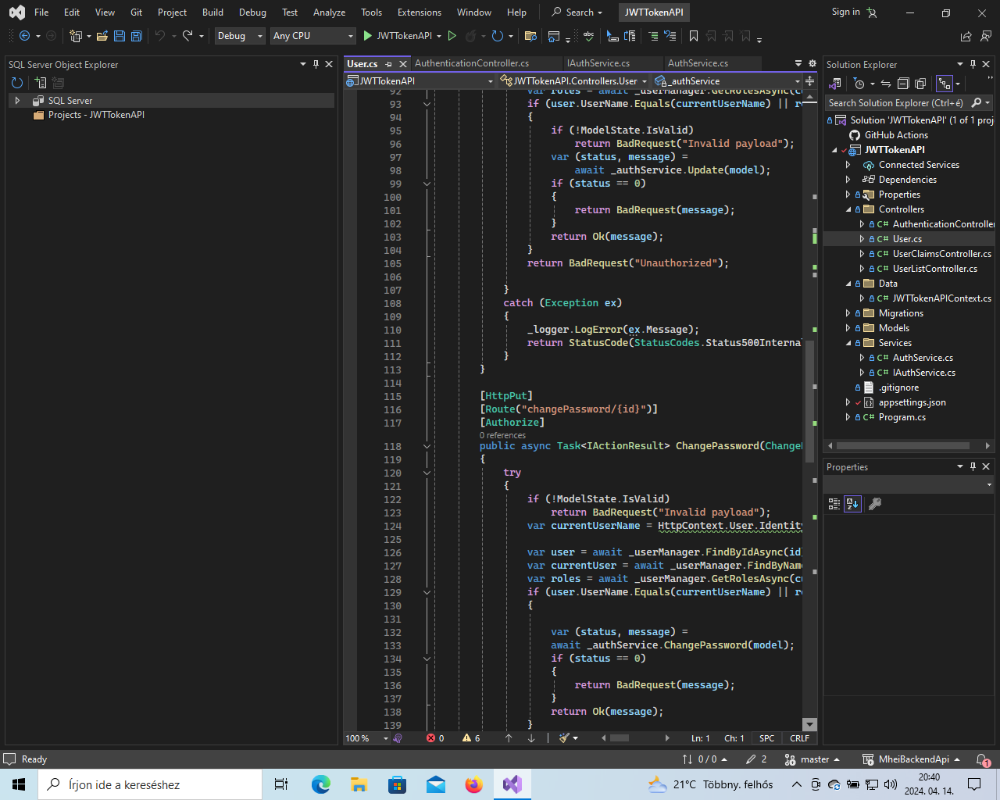 File Edit View Git Project Build Debug Test Analyze Tools Extensions Window Help Search JWTTokenAPI Sign in
Debug Any CPU JWTTokenAPI
SQL Server Object Explorer
SQL Server
Projects - JWTTokenAPI
User.cs AuthenticationController.cs IAuthService.cs AuthService.cs
JWTTokenAPI JWTTokenAPI.Controllers.User _authService
92 var roles = await _userManager.GetRolesAsync(c
93 if (user.UserName.Equals(currentUserName) || r
94 {
95 if (!ModelState.IsValid)
96 return BadRequest("Invalid payload");
97 var (status, message) =
98 await _authService.Update(model);
99 if (status == 0)
100 {
101 return BadRequest(message);
102 }
103 return Ok(message);
104 }
105 return BadRequest("Unauthorized");
106
107 }
108 catch (Exception ex)
109 {
110 _logger.LogError(ex.Message);
111 return StatusCode(StatusCodes.Status500Interna
112 }
113 }
114
115 [HttpPut]
116 [Route("changePassword/{id}")]
117 [Authorize]
0 references
118 public async Task<IActionResult> ChangePassword(Change
119 {
120 try
121 {
122 if (!ModelState.IsValid)
123 return BadRequest("Invalid payload");
124 var currentUserName = HttpContext.User.Identity
125
126 var user = await _userManager.FindByIdAsync(id)
127 var currentUser = await _userManager.FindByName
128 var roles = await _userManager.GetRolesAsync(cu
129 if (user.UserName.Equals(currentUserName) || r
130 {
131
132 var (status, message) =
133 await _authService.ChangePassword(model);
134 if (status == 0)
135 {
136 return BadRequest(message);
137 }
138 return Ok(message);
139 }
100 % 0 6 Ln: 1 Ch: 1 SPC CRLF
Solution Explorer
Search Solution Explorer (Ctrl+é)
Solution 'JWTTokenAPI' (1 of 1 proj
GitHub Actions
JWTTokenAPI
Connected Services
Dependencies
Properties
Controllers
C# AuthenticationController
C# User.cs
C# UserClaimsController.cs
C# UserListController.cs
Data
C# JWTTokenAPIContext.cs
Migrations
Models
Services
C# AuthService.cs
C# IAuthService.cs
.gitignore
appsettings.json
C# Program.cs
Properties
Ready 0 / 0 2 master MheiBackendApi 1
Írjon ide a kereséshez 21°C Többny. felhős 20:40
2024. 04. 14.